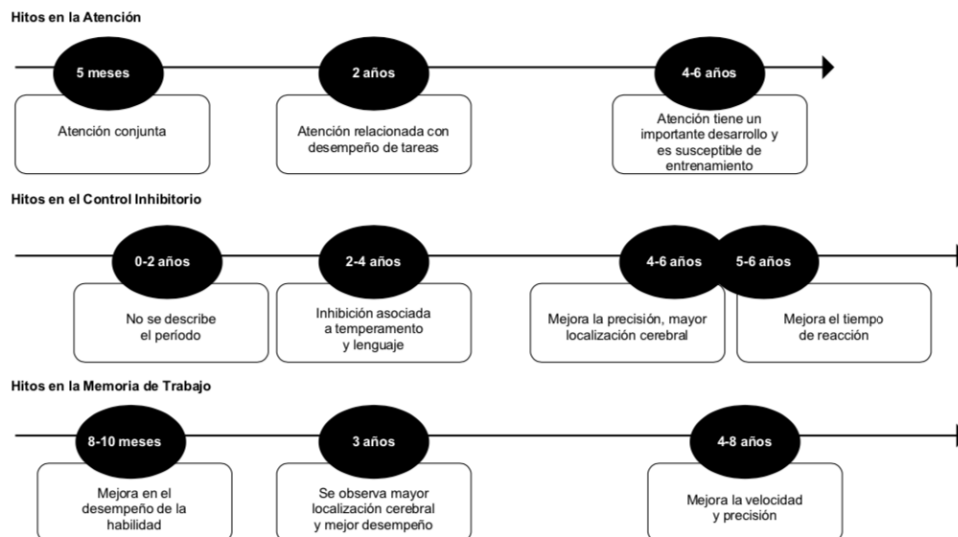 Hitos en la Atención
5 meses
2 años
4-6 años
Atención conjunta
Atención relacionada con
desempeño de tareas
Atención tiene un
importante desarrollo y
es susceptible de
entrenamiento
Hitos en el Control Inhibitorio
0-2 años
2-4 años
4-6 años
5-6 años
No se describe
el período
Inhibición asociada
a temperamento
y lenguaje
Mejora la precisión, mayor
localización cerebral
Mejora el tiempo
de reacción
Hitos en la Memoria de Trabajo
8-10 meses
3 años
4-8 años
Mejora en el
desempeño de la
habilidad
Se observa mayor
localización cerebral
y mejor desempeño
Mejora la velocidad
y precisión